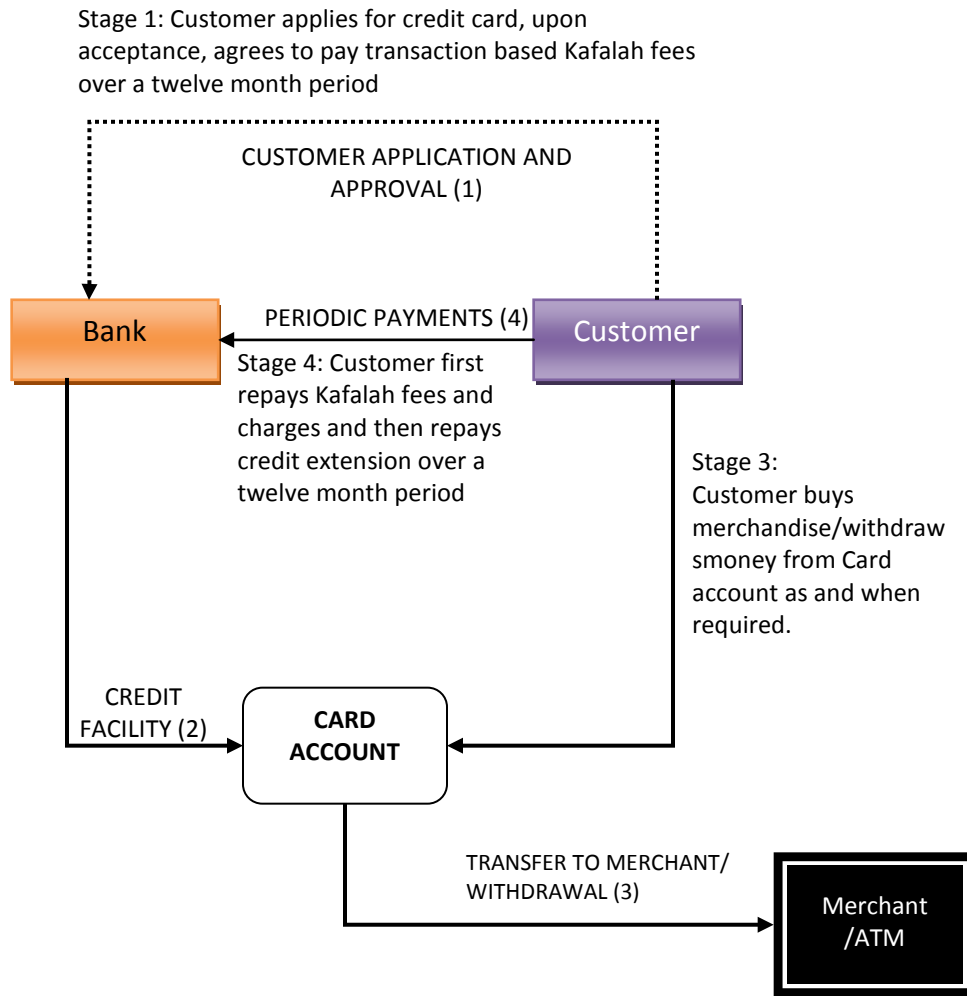 Stage 1: Customer applies for credit card, upon
acceptance, agrees to pay transaction based Kafalah fees
over a twelve month period
CUSTOMER APPLICATION AND
APPROVAL (1)
Bank
PERIODIC PAYMENTS (4)
Customer
Stage 4: Customer first
repays Kafalah fees and
charges and then repays
credit extension over a
twelve month period
Stage 3:
Customer buys
merchandise/withdraw
smoney from Card
account as and when
required.
CREDIT
FACILITY (2)
CARD
ACCOUNT
TRANSFER TO MERCHANT/
WITHDRAWAL (3)
Merchant
/ATM